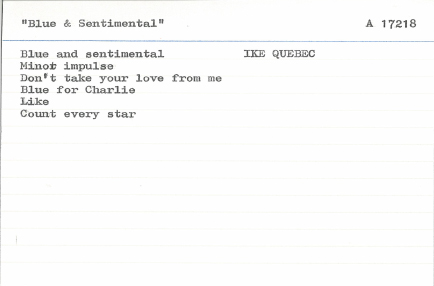 "Blue & Sentimental" A 17218
Blue and sentimental IKE QUEBEC
Minor impulse
Don't take your love from me
Blue for Charlie
Like
Count every star